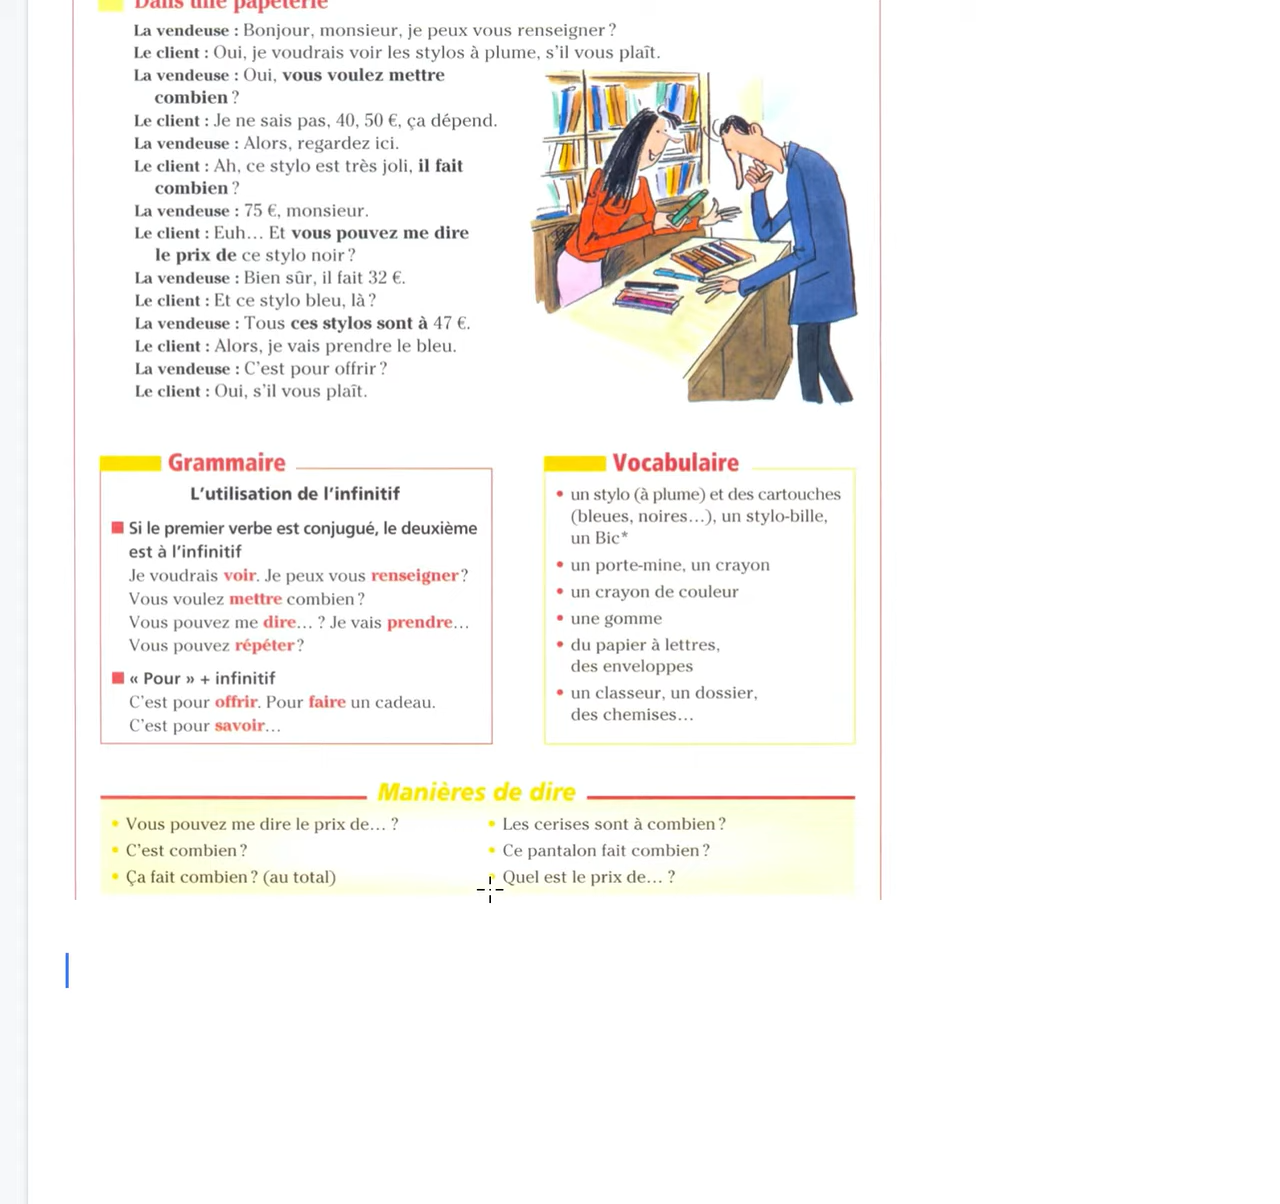 Dans une papeterie
La vendeuse : Bonjour, monsieur, je peux vous renseigner ?
Le client : Oui, je voudrais voir les stylos à plume, s'il vous plaît.
La vendeuse : Oui, vous voulez mettre
combien ?
Le client : Je ne sais pas, 40, 50 €, ça dépend.
La vendeuse : Alors, regardez ici.
Le client : Ah, ce stylo est très joli, il fait
combien ?
La vendeuse : 75 €, monsieur.
Le client : Euh… Et vous pouvez me dire
le prix de ce stylo noir ?
La vendeuse : Bien sûr, il fait 32 €.
Le client : Et ce stylo bleu, là ?
La vendeuse : Tous ces stylos sont à 47 €.
Le client : Alors, je vais prendre le bleu.
La vendeuse : C'est pour offrir ?
Le client : Oui, s'il vous plaît.
Grammaire
L'utilisation de l'infinitif
■ Si le premier verbe est conjugué, le deuxième
est à l'infinitif
Je voudrais voir. Je peux vous renseigner ?
Vous voulez mettre combien ?
Vous pouvez me dire… ? Je vais prendre…
Vous pouvez répéter ?
■ « Pour » + infinitif
C'est pour offrir. Pour faire un cadeau.
C'est pour savoir…
Vocabulaire
• un stylo (à plume) et des cartouches
(bleues, noires…), un stylo-bille,
un Bic*
• un porte-mine, un crayon
• un crayon de couleur
• une gomme
• du papier à lettres,
des enveloppes
• un classeur, un dossier,
des chemises…
Manières de dire
• Vous pouvez me dire le prix de… ?
• C'est combien ?
• Ça fait combien ? (au total)
• Les cerises sont à combien ?
• Ce pantalon fait combien ?
• Quel est le prix de… ?